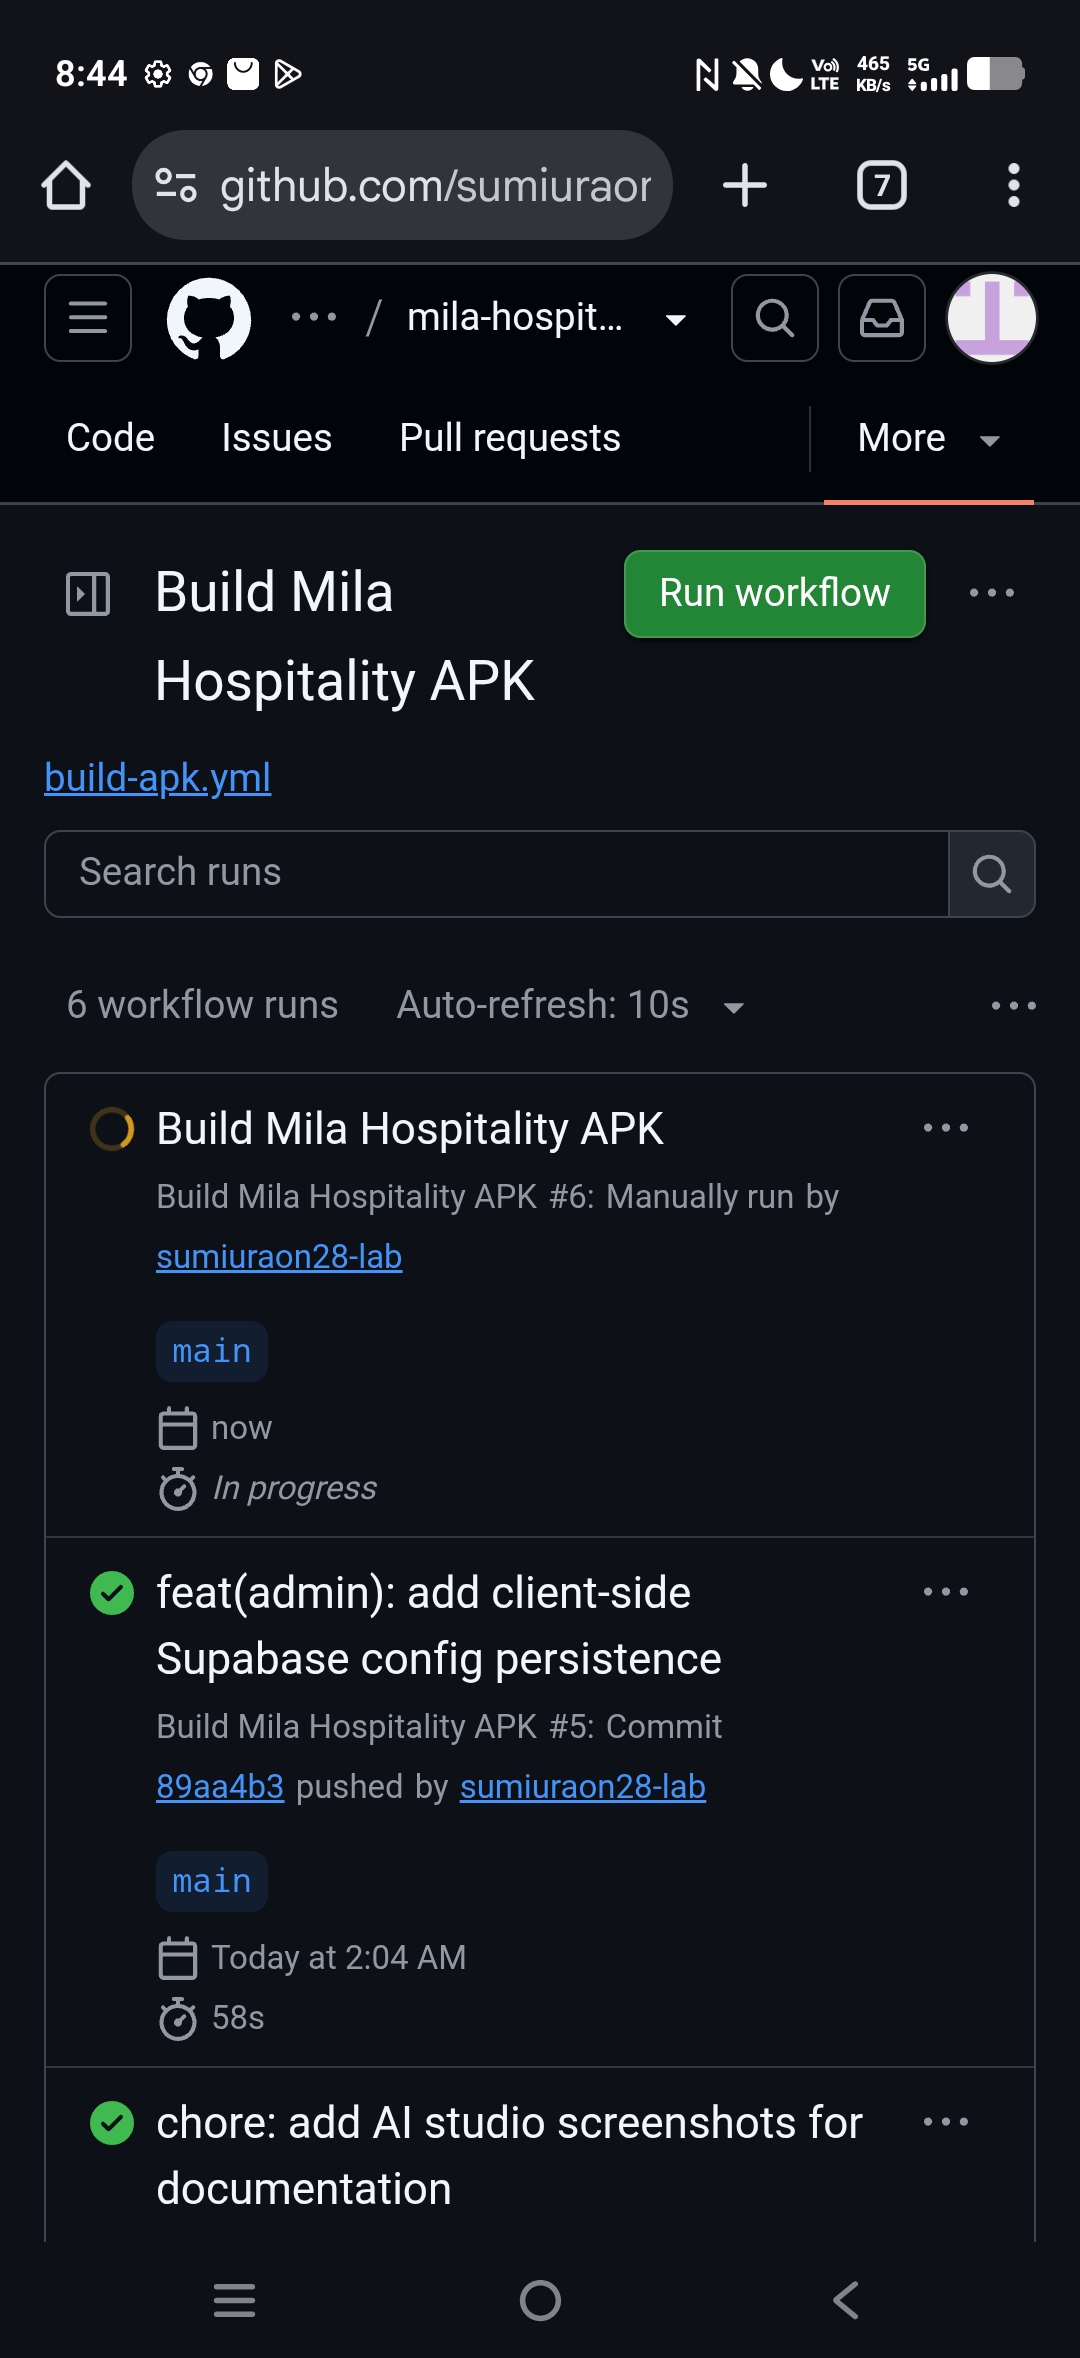 8:44
Vo)) LTE
465 KB/s
5G
github.com/sumiuraor
7
/ mila-hospit...
Code
Issues
Pull requests
More
Build Mila
Hospitality APK
Run workflow
build-apk.yml
Search runs
6 workflow runs
Auto-refresh: 10s
Build Mila Hospitality APK
Build Mila Hospitality APK #6: Manually run by
sumiuraon28-lab
main
now
In progress
feat(admin): add client-side
Supabase config persistence
Build Mila Hospitality APK #5: Commit
89aa4b3 pushed by sumiuraon28-lab
main
Today at 2:04 AM
58s
chore: add AI studio screenshots for
documentation